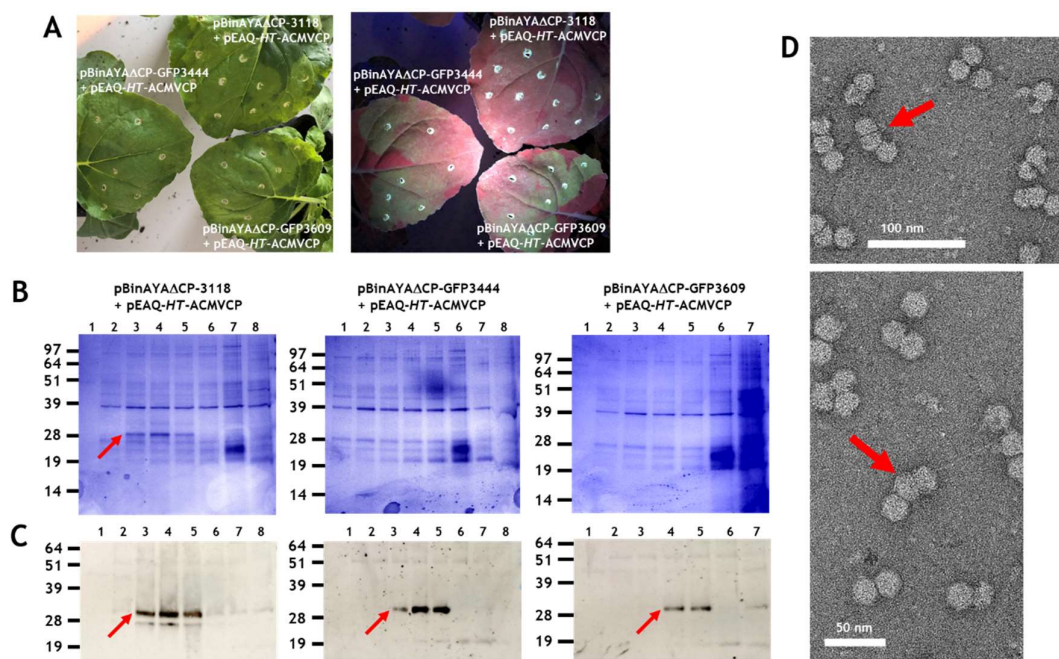 A
pBinAYAΔCP-3118
+ pEAQ-HT-ACMVCP
pBinAYAΔCP-GFP3444
+ pEAQ-HT-ACMVCP
pBinAYAΔCP-GFP3609
+ pEAQ-HT-ACMVCP
pBinAYAΔCP-3118
+ pEAQ-HT-ACMVCP
pBinAYAΔCP-GFP3444
+ pEAQ-HT-ACMVCP
pBinAYAΔCP-GFP3609
+ pEAQ-HT-ACMVCP
B
pBinAYAΔCP-3118
+ pEAQ-HT-ACMVCP
1 2 3 4 5 6 7 8
97
64
51
39
28
19
14
pBinAYAΔCP-GFP3444
+ pEAQ-HT-ACMVCP
1 2 3 4 5 6 7 8
97
64
51
39
28
19
14
pBinAYAΔCP-GFP3609
+ pEAQ-HT-ACMVCP
1 2 3 4 5 6 7
97
64
51
39
28
19
14
C
1 2 3 4 5 6 7 8
64
51
39
28
19
1 2 3 4 5 6 7 8
64
51
39
28
19
1 2 3 4 5 6 7
64
51
39
28
19
D
100 nm
50 nm